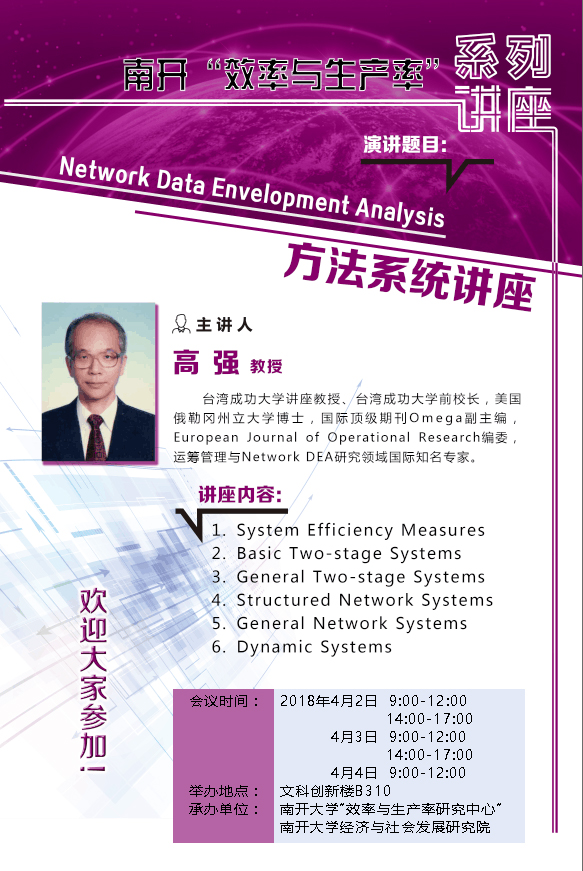 南开“效率与生产率”
系列
讲座
演讲题目:
Network Data Envelopment Analysis
方法系统讲座
主讲人
高强 教授
台湾成功大学讲座教授、台湾成功大学前校长，美国
俄勒冈州立大学博士，国际顶级期刊Omega副主编，
European Journal of Operational Research编委，
运筹管理与Network DEA研究领域国际知名专家。
讲座内容:
1. System Efficiency Measures
2. Basic Two-stage Systems
3. General Two-stage Systems
4. Structured Network Systems
5. General Network Systems
6. Dynamic Systems
欢迎大家参加!
会议时间： 2018年4月2日 9:00-12:00
14:00-17:00
4月3日 9:00-12:00
14:00-17:00
4月4日 9:00-12:00
举办地点： 文科创新楼B310
承办单位： 南开大学"效率与生产率研究中心"
南开大学经济与社会发展研究院